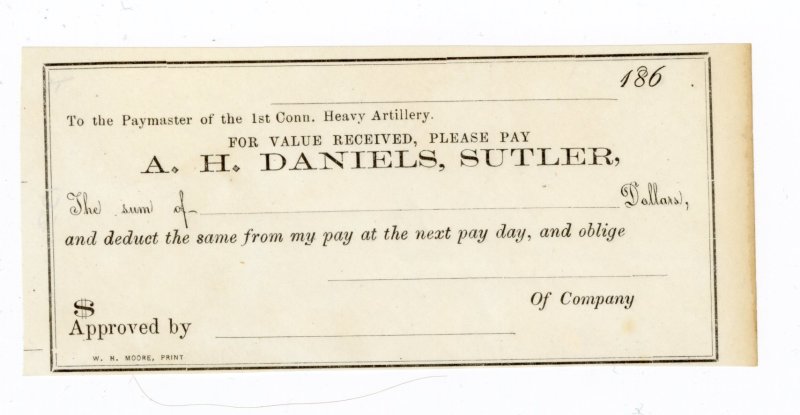 186
To the Paymaster of the 1st Conn. Heavy Artillery.
FOR VALUE RECEIVED, PLEASE PAY
A. H. DANIELS, SUTLER,
The sum of Dollars,
and deduct the same from my pay at the next pay day, and oblige
Of Company
$
Approved by
W. H. MOORE, PRINT